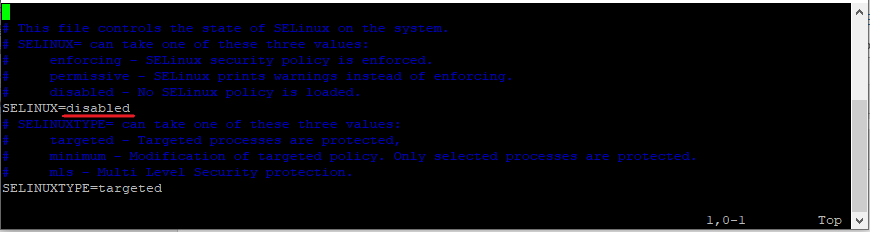 # This file controls the state of SELinux on the system.
# SELINUX= can take one of these three values:
#     enforcing - SELinux security policy is enforced.
#     permissive - SELinux prints warnings instead of enforcing.
#     disabled - No SELinux policy is loaded.
SELINUX=disabled
# SELINUXTYPE= can take one of these three values:
#     targeted - Targeted processes are protected,
#     minimum - Modification of targeted policy. Only selected processes are protected.
#     mls - Multi Level Security protection.
SELINUXTYPE=targeted
1,0-1 Top